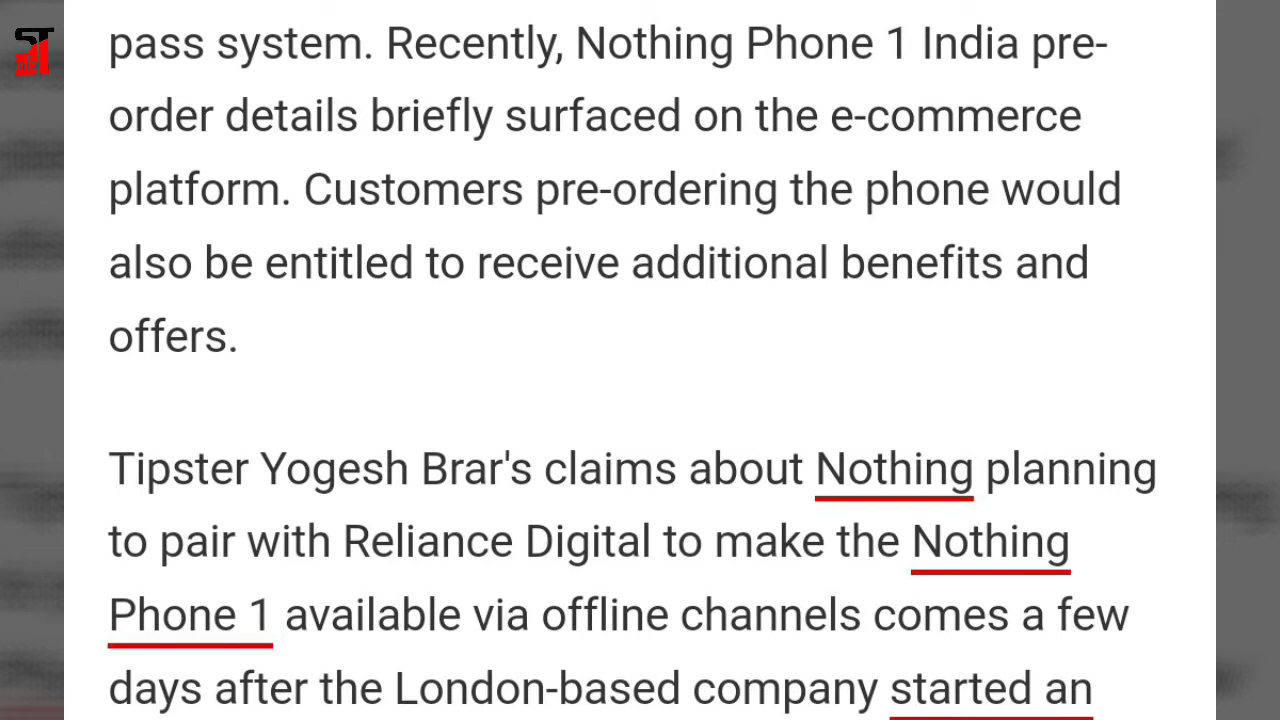 ST
pass system. Recently, Nothing Phone 1 India pre-
order details briefly surfaced on the e-commerce
platform. Customers pre-ordering the phone would
also be entitled to receive additional benefits and
offers.
Tipster Yogesh Brar's claims about Nothing planning
to pair with Reliance Digital to make the Nothing
Phone 1 available via offline channels comes a few
days after the London-based company started an